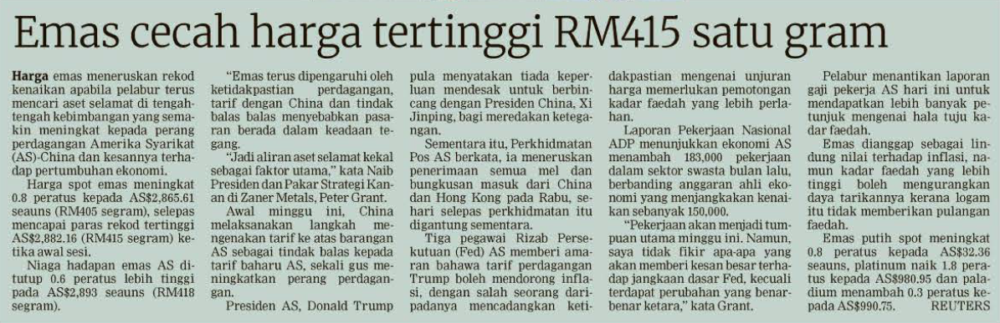 Emas cecah harga tertinggi RM415 satu gram
Harga emas meneruskan rekod
kenaikan apabila pelabur terus
mencari aset selamat di tengah-
tengah kebimbangan yang sema-
kin meningkat kepada perang
perdagangan Amerika Syarikat
(AS)-China dan kesannya terha-
dap pertumbuhan ekonomi.
Harga spot emas meningkat
0.8 peratus kepada AS$2,865.61
seauns (RM405 segram), selepas
mencapai paras rekod tertinggi
AS$2,882.16 (RM415 segram) ke-
tika awal sesi.
Niaga hadapan emas AS di-
tutup 0.6 peratus lebih tinggi
pada AS$2,893 seauns (RM418
segram).
“Emas terus dipengaruhi oleh
ketidakpastian perdagangan,
tarif dengan China dan tindak
balas balas menyebabkan pasa-
ran berada dalam keadaan te-
gang.
“Jadi aliran aset selamat kekal
sebagai faktor utama,” kata Naib
Presiden dan Pakar Strategi Kan-
an di Zaner Metals, Peter Grant.
Awal minggu ini, China
melaksanakan langkah me-
ngenakan tarif ke atas barangan
AS sebagai tindak balas kepada
tarif baharu AS, sekali gus me-
ningkatkan perang perdagan-
gan.
Presiden AS, Donald Trump
pula menyatakan tiada keper-
luan mendesak untuk berbin-
cang dengan Presiden China, Xi
Jinping, bagi meredakan ketega-
ngan.
Sementara itu, Perkhidmatan
Pos AS berkata, ia meneruskan
penerimaan semua mel dan
bungkusan masuk dari China
dan Hong Kong pada Rabu, se-
hari selepas perkhidmatan itu
digantung sementara.
Tiga pegawai Rizab Perse-
kutuan (Fed) AS memberi ama-
ran bahawa tarif perdagangan
Trump boleh mendorong infla-
si, dengan salah seorang dari-
padanya mencadangkan keti-
dakpastian mengenai unjuran
harga memerlukan pemotongan
kadar faedah yang lebih perla-
han.
Laporan Pekerjaan Nasional
ADP menunjukkan ekonomi AS
menambah 183,000 pekerjaan
dalam sektor swasta bulan lalu,
berbanding anggaran ahli eko-
nomi yang menjangkakan kenai-
kan sebanyak 150,000.
“Pekerjaan akan menjadi tum-
puan utama minggu ini. Namun,
saya tidak fikir apa-apa yang
akan memberi kesan besar terha-
dap jangkaan dasar Fed, kecuali
terdapat perubahan yang benar-
benar ketara,” kata Grant.
Pelabur menantikan laporan
gaji pekerja AS hari ini untuk
mendapatkan lebih banyak pe-
tunjuk mengenai hala tuju ka-
dar faedah.
Emas dianggap sebagai lin-
dung nilai terhadap inflasi, na-
mun kadar faedah yang lebih
tinggi boleh mengurangkan
daya tarikannya kerana logam
itu tidak memberikan pulangan
faedah.
Emas putih spot meningkat
0.8 peratus kepada AS$32.36
seauns, platinum naik 1.8 pera-
tus kepada AS$980.95 dan pala-
dium menambah 0.3 peratus ke-
pada AS$990.75. REUTERS